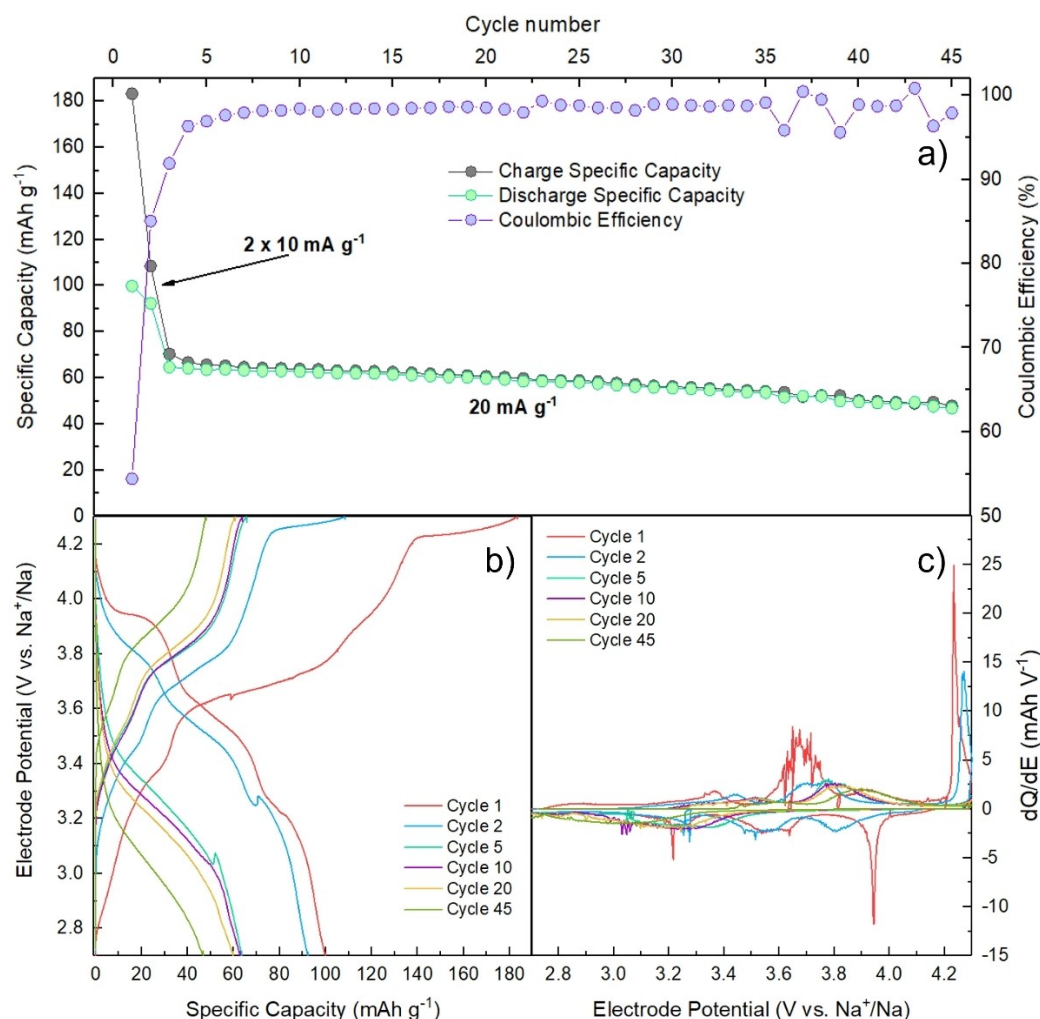 Cycle number
0 5 10 15 20 25 30 35 40 45
Specific Capacity (mAh g⁻¹)
180
160
140
120
100
80
60
40
20
0
Coulombic Efficiency (%)
100
90
80
70
60
50
a)
Charge Specific Capacity
Discharge Specific Capacity
Coulombic Efficiency
2 x 10 mA g⁻¹
20 mA g⁻¹
b)
Electrode Potential (V vs. Na⁺/Na)
4.2
4.0
3.8
3.6
3.4
3.2
3.0
2.8
Cycle 1
Cycle 2
Cycle 5
Cycle 10
Cycle 20
Cycle 45
0 20 40 60 80 100 120 140 160 180
Specific Capacity (mAh g⁻¹)
c)
Cycle 1
Cycle 2
Cycle 5
Cycle 10
Cycle 20
Cycle 45
30
25
20
15
10
5
0
-5
-10
-15
dQ/dE (mAh V⁻¹)
2.8 3.0 3.2 3.4 3.6 3.8 4.0 4.2
Electrode Potential (V vs. Na⁺/Na)